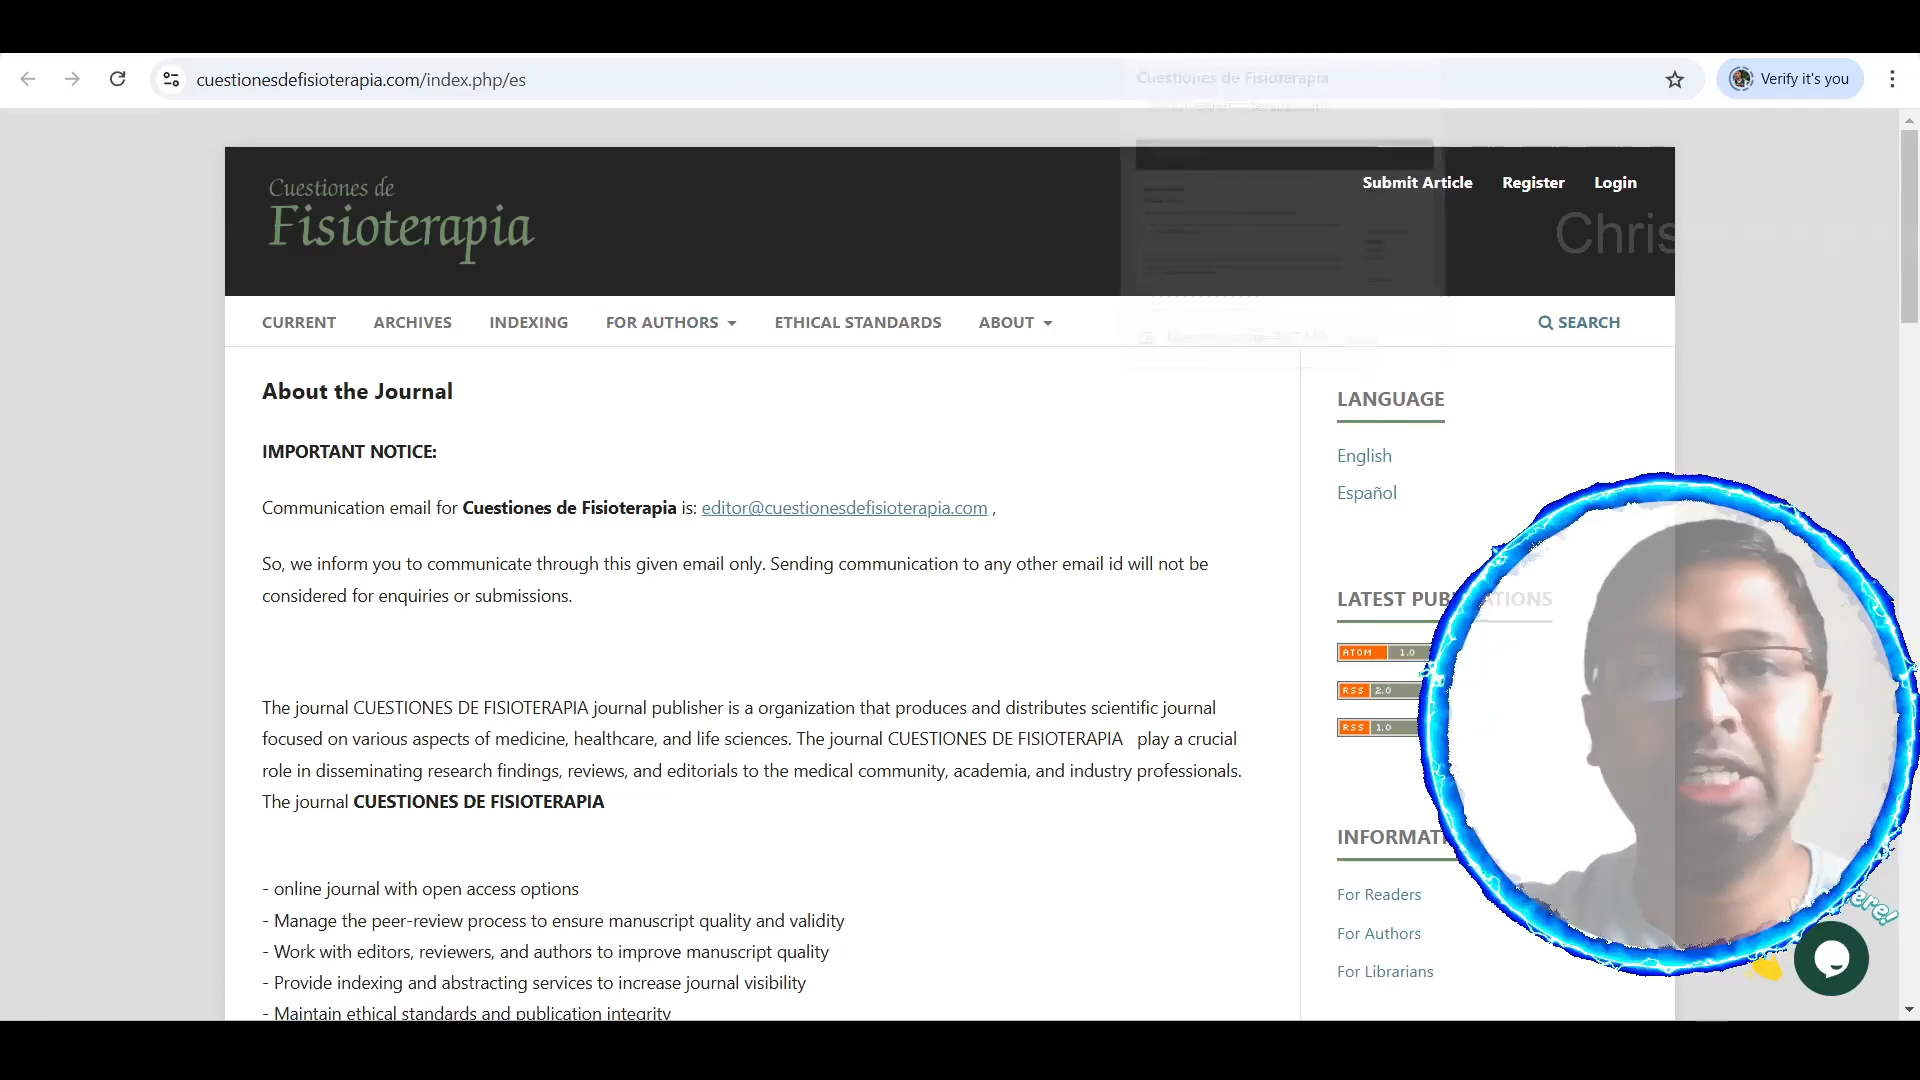 cuestionesdefisioterapia.com/index.php/es
Cuestiones de Fisioterapia
Verify it's you
Cuestiones de
Fisioterapia
Submit Article Register Login
Chris
CURRENT ARCHIVES INDEXING FOR AUTHORS ETHICAL STANDARDS ABOUT SEARCH
About the Journal
IMPORTANT NOTICE:
Communication email for Cuestiones de Fisioterapia is: editor@cuestionesdefisioterapia.com ,
So, we inform you to communicate through this given email only. Sending communication to any other email id will not be
considered for enquiries or submissions.
The journal CUESTIONES DE FISIOTERAPIA journal publisher is a organization that produces and distributes scientific journal
focused on various aspects of medicine, healthcare, and life sciences. The journal CUESTIONES DE FISIOTERAPIA play a crucial
role in disseminating research findings, reviews, and editorials to the medical community, academia, and industry professionals.
The journal CUESTIONES DE FISIOTERAPIA
- online journal with open access options
- Manage the peer-review process to ensure manuscript quality and validity
- Work with editors, reviewers, and authors to improve manuscript quality
- Provide indexing and abstracting services to increase journal visibility
- Maintain ethical standards and publication integrity
LANGUAGE
English
Español
LATEST PUBLICATIONS
ATOM 1.0
RSS 2.0
RSS 1.0
INFORMAT
For Readers
For Authors
For Librarians
ere!